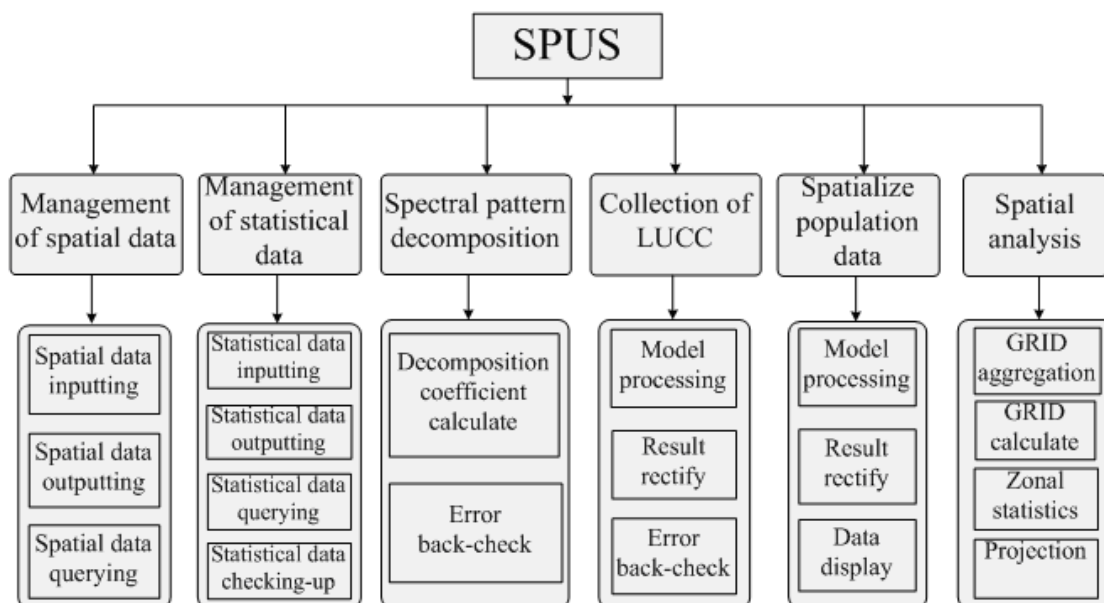 SPUS
Management
of spatial data
Management
of statistical
data
Spectral pattern
decomposition
Collection of
LUCC
Spatialize
population
data
Spatial
analysis
Spatial data
inputting
Spatial data
outputting
Spatial data
querying
Statistical data
inputting
Statistical data
outputting
Statistical data
querying
Statistical data
checking-up
Decomposition
coefficient
calculate
Error
back-check
Model
processing
Result
rectify
Error
back-check
Model
processing
Result
rectify
Data
display
GRID
aggregation
GRID
calculate
Zonal
statistics
Projection